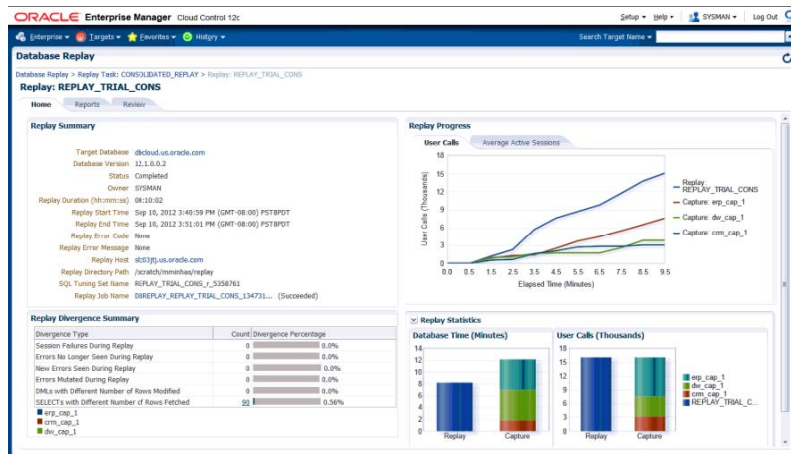 ORACLE Enterprise Manager Cloud Control 12c
Setup Help SYSMAN Log Out
Enterprise Targets Favorites History
Search Target Name
Database Replay
Database Replay > Replay Task: CONSOLIDATED_REPLAY > Replay: REPLAY_TRIAL_CONS
Replay: REPLAY_TRIAL_CONS
Home Reports Review
Replay Summary
Target Database dlicloud.us.oracle.com
Database Version 12.1.0.0.2
Status Completed
Owner SYSMAN
Replay Duration (hh:mm:ss) 00:10:02
Replay Start Time Sep 10, 2012 3:40:59 PM (GMT-08:00) PST8PDT
Replay End Time Sep 10, 2012 3:51:01 PM (GMT-08:00) PST8PDT
Replay Error Code None
Replay Error Message None
Replay Host
Replay Directory Path /scratch/mminhas/replay
SQL Tuning Set Name REPLAY_TRIAL_CONS_r_5358761
Replay Job Name DBREPLAY_REPLAY_TRIAL_CONS_134731... (Succeeded)
Replay Divergence Summary
Divergence Type Count Divergence Percentage
Session Failures During Replay 0 0.0%
Errors No Longer Seen During Replay 0 0.0%
New Errors Seen During Replay 0 0.0%
Errors Mutated During Replay 0 0.0%
DMLs with Different Number of Rows Modified 0 0.0%
SELECTs with Different Number of Rows Fetched 90 0.56%
erp_cap_1
crm_cap_1
dw_cap_1
Replay Progress
User Calls Average Active Sessions
User Calls (Thousands)
18
15
12
9
6
3
0
0.0 0.5 1.5 2.5 3.5 4.5 5.5 6.5 7.5 8.5 9.5
Elapsed Time (Minutes)
Replay:
REPLAY_TRIAL_CONS
Capture: erp_cap_1
Capture: dw_cap_1
Capture: crm_cap_1
Replay Statistics
Database Time (Minutes)
14
12
10
8
6
4
2
0
Replay Capture
User Calls (Thousands)
18
15
12
9
6
3
0
Replay Capture
erp_cap_1
dw_cap_1
crm_cap_1
REPLAY_TRIAL_C...